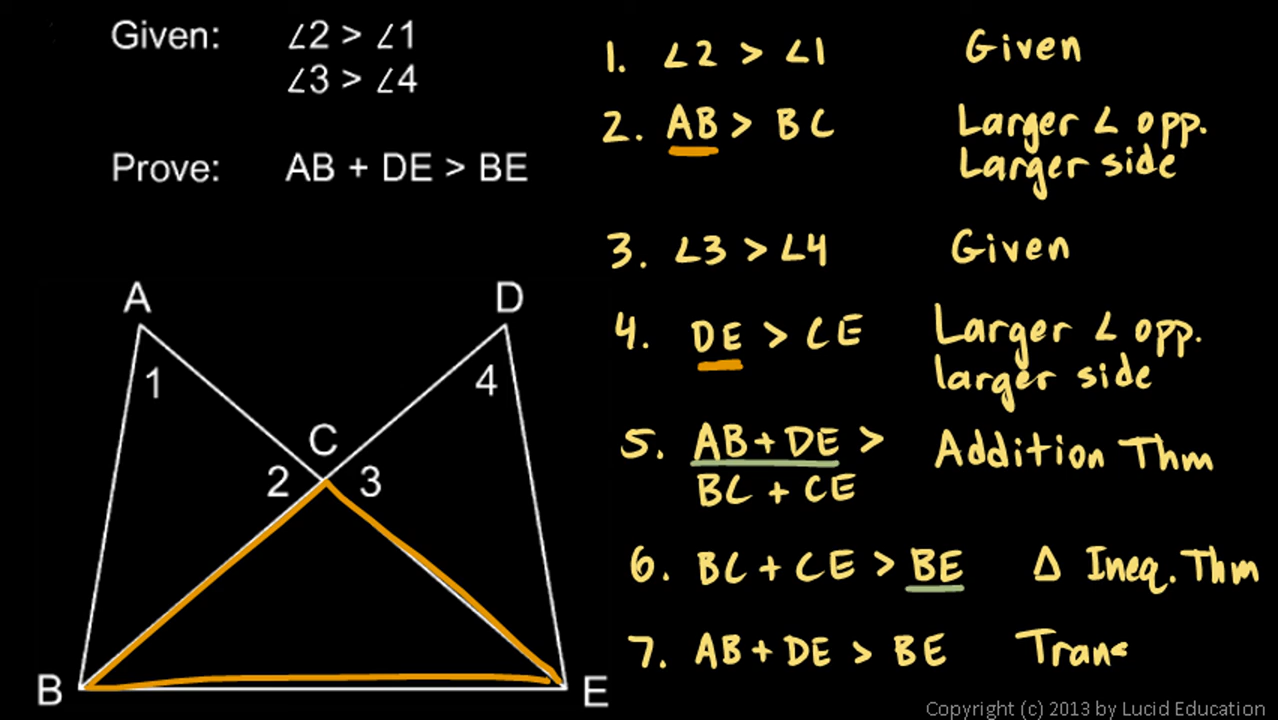 Given: ∠2 > ∠1
∠3 > ∠4
Prove: AB + DE > BE
A
D
1
4
C
2
3
B
E
1. ∠2 > ∠1 Given
2. AB > BC Larger ∠ opp.
Larger side
3. ∠3 > ∠4 Given
4. DE > CE Larger ∠ opp.
larger side
5. AB + DE > Addition Thm
BC + CE
6. BC + CE > BE Δ Ineq. Thm
7. AB + DE > BE Trans
Copyright (c) 2013 by Lucid Education